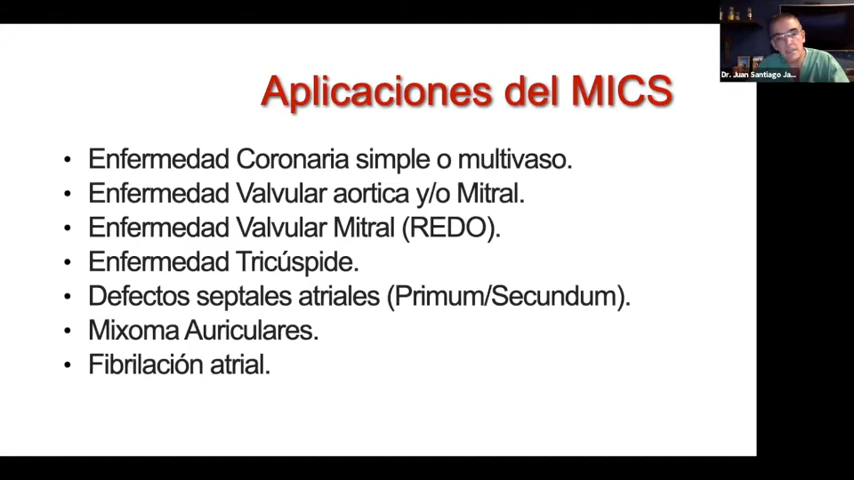 Dr. Juan Santiago Ja...
Aplicaciones del MICS
• Enfermedad Coronaria simple o multivaso.
• Enfermedad Valvular aortica y/o Mitral.
• Enfermedad Valvular Mitral (REDO).
• Enfermedad Tricúspide.
• Defectos septales atriales (Primum/Secundum).
• Mixoma Auriculares.
• Fibrilación atrial.